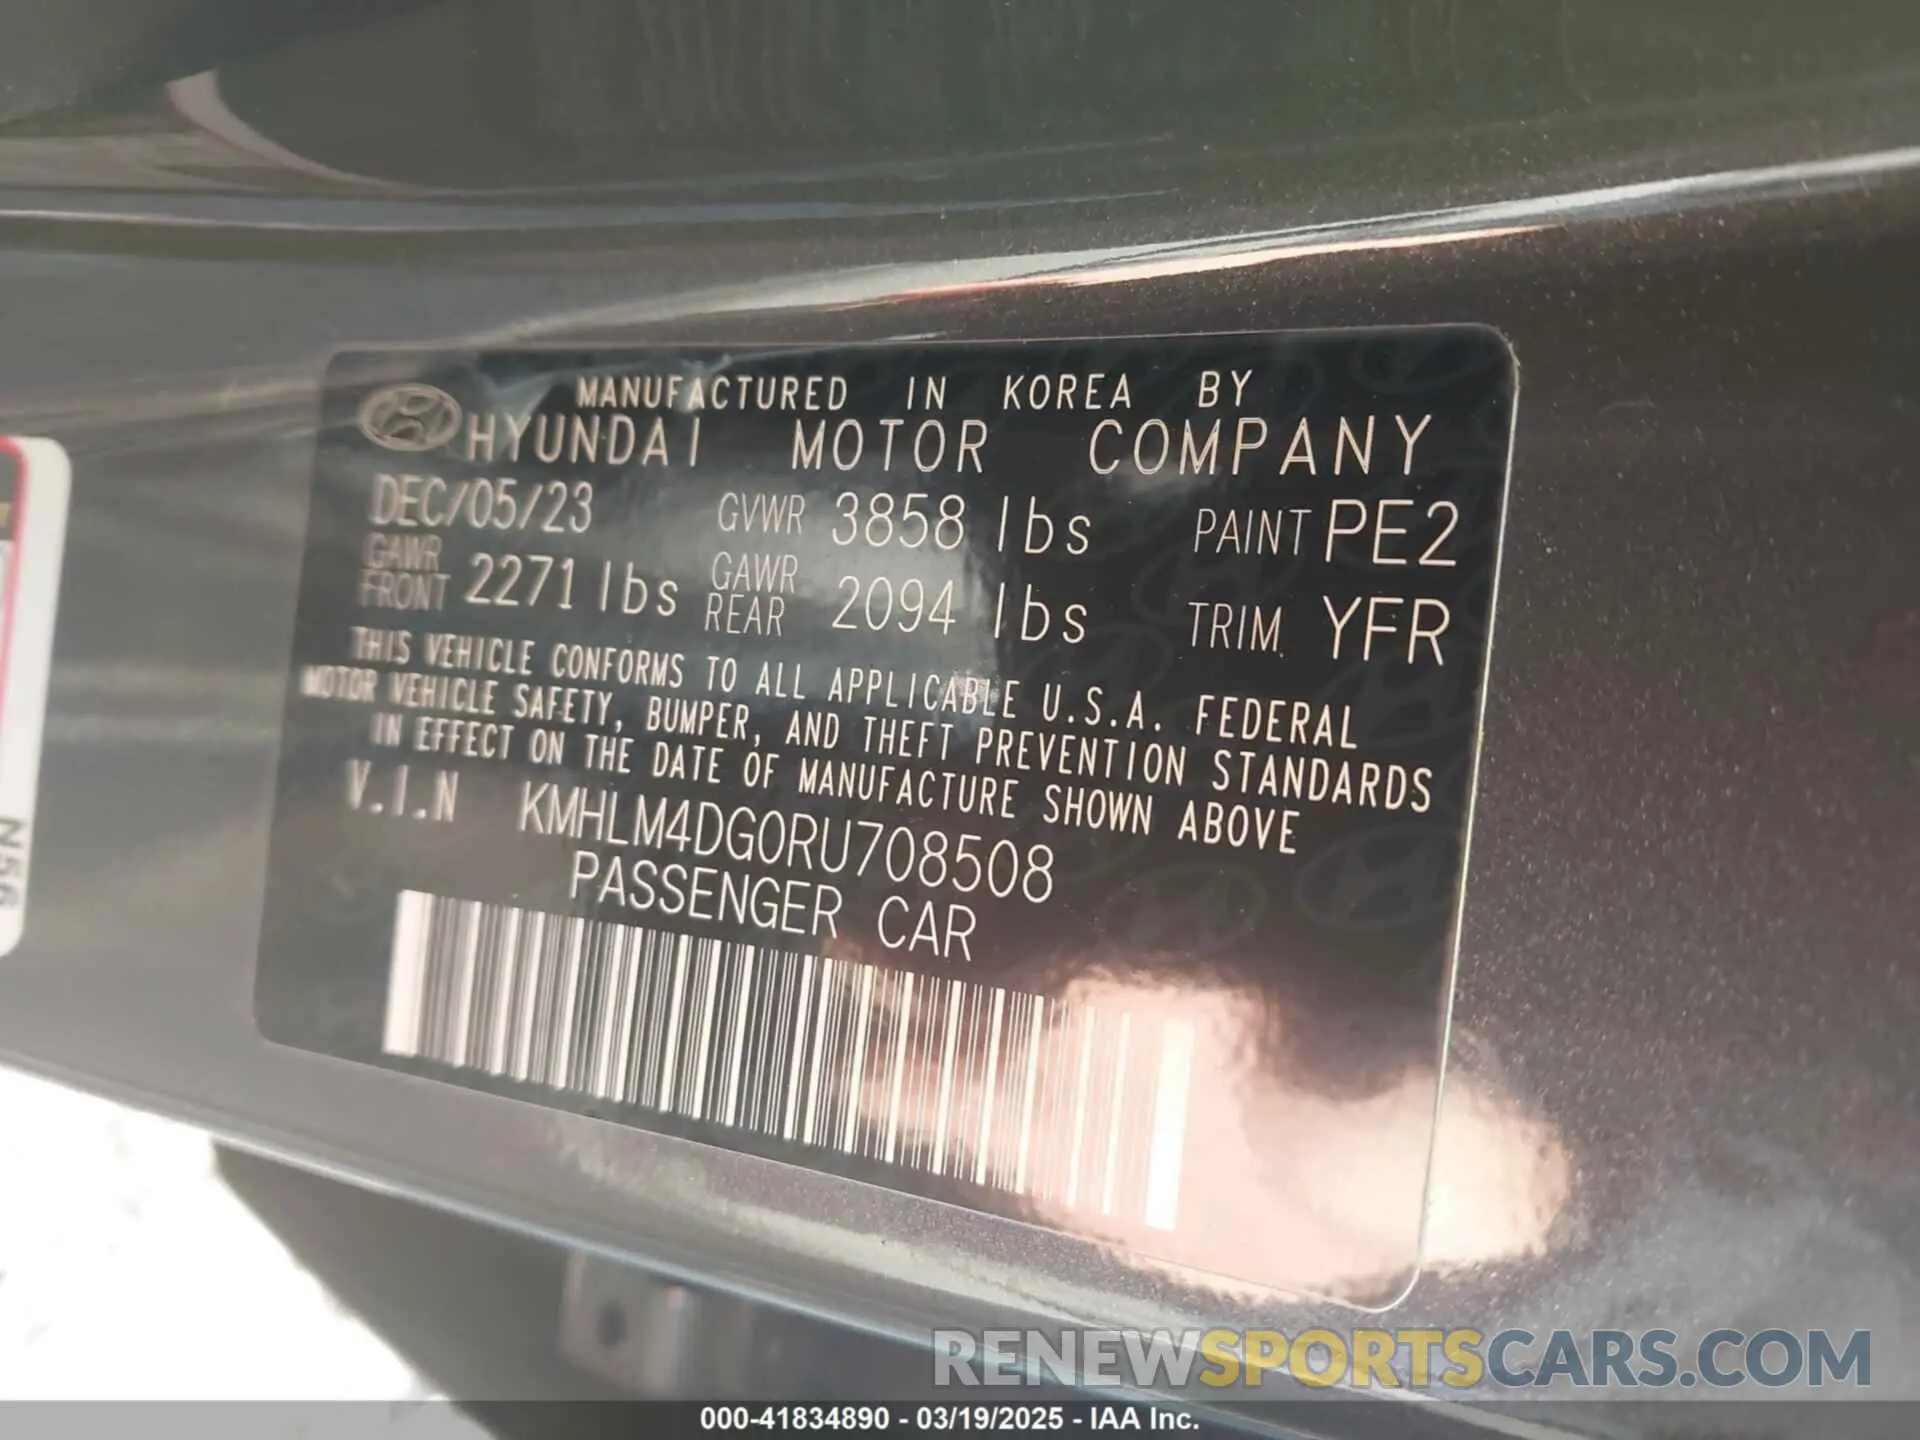 MANUFACTURED IN KOREA BY
HYUNDAI MOTOR COMPANY
DEC/05/23 GVWR 3858 lbs PAINT PE2
GAWR FRONT 2271 lbs GAWR REAR 2094 lbs TRIM YFR
THIS VEHICLE CONFORMS TO ALL APPLICABLE U.S.A. FEDERAL
MOTOR VEHICLE SAFETY, BUMPER, AND THEFT PREVENTION STANDARDS
IN EFFECT ON THE DATE OF MANUFACTURE SHOWN ABOVE
V.I.N KMHLM4DG0RU708508
PASSENGER CAR
N56
RENEWSPORTSCARS.COM
000-41834890 - 03/19/2025 - IAA Inc.